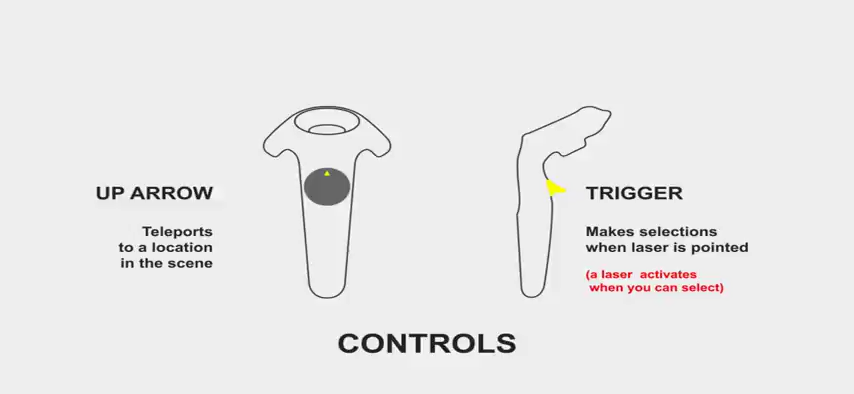 UP ARROW
Teleports
to a location
in the scene
TRIGGER
Makes selections
when laser is pointed
(a laser activates
when you can select)
CONTROLS